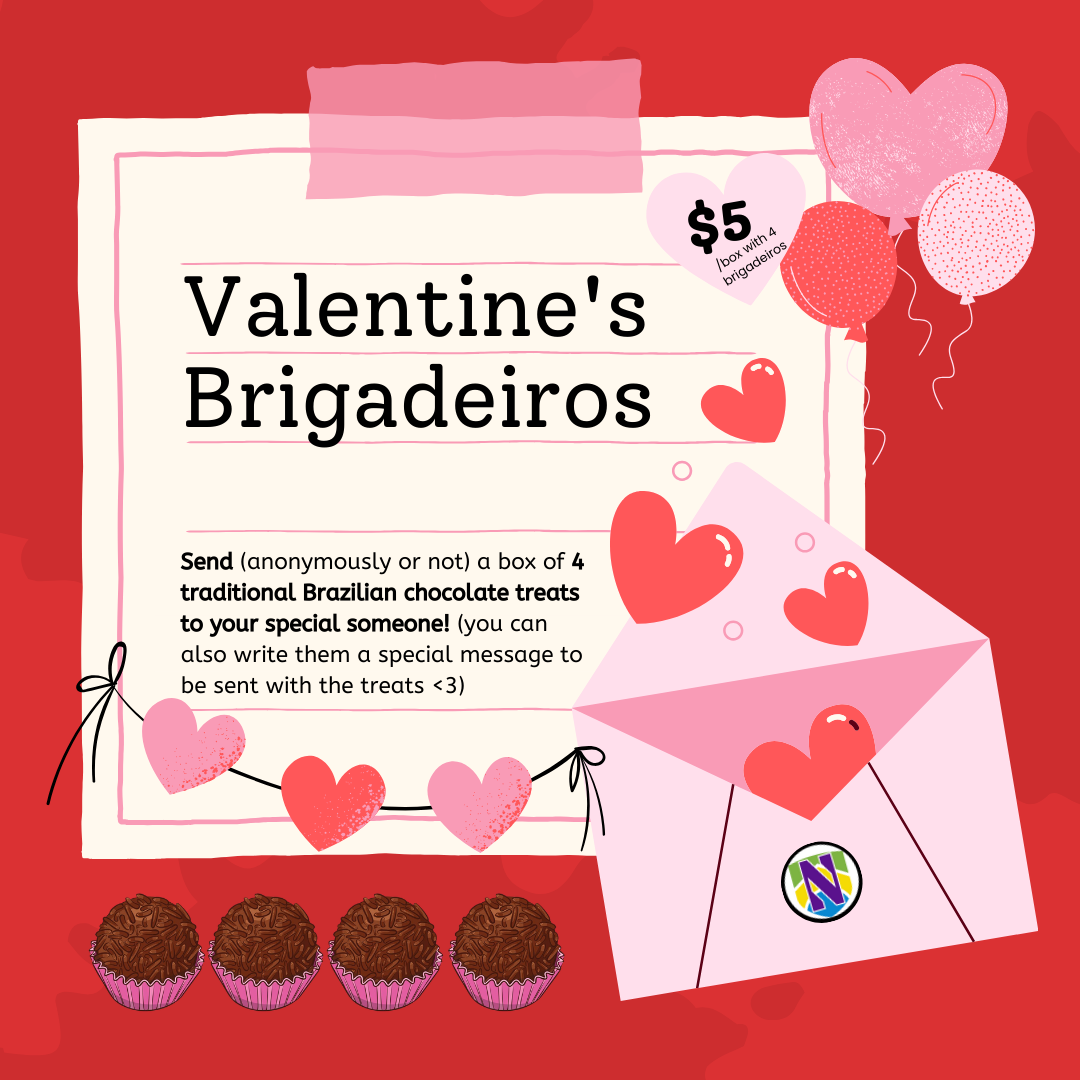 $5
/box with 4
brigadeiros
Valentine's
Brigadeiros
Send (anonymously or not) a box of 4
traditional Brazilian chocolate treats
to your special someone! (you can
also write them a special message to
be sent with the treats <3)
N